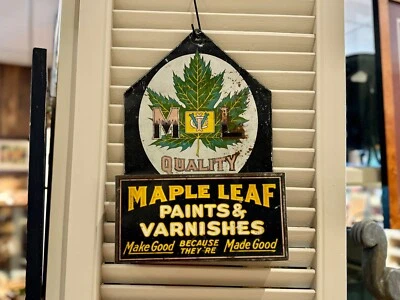 M L
QUALITY
MAPLE LEAF
PAINTS &
VARNISHES
Make Good BECAUSE THEY'RE Made Good